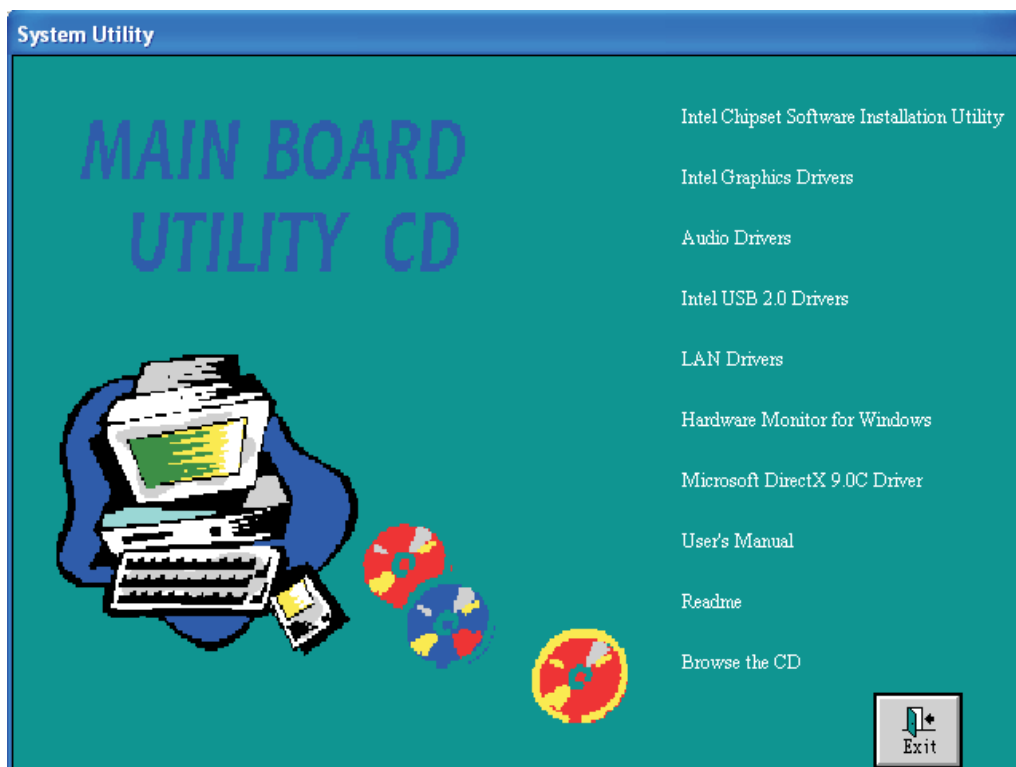 System Utility
MAIN BOARD
UTILITY CD
Intel Chipset Software Installation Utility
Intel Graphics Drivers
Audio Drivers
Intel USB 2.0 Drivers
LAN Drivers
Hardware Monitor for Windows
Microsoft DirectX 9.0C Driver
User's Manual
Readme
Browse the CD
Exit